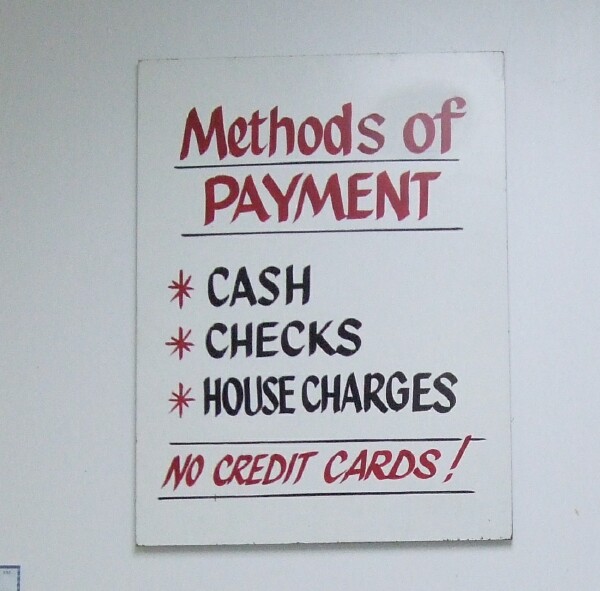 Methods of
PAYMENT
* CASH
* CHECKS
* HOUSE CHARGES
NO CREDIT CARDS!